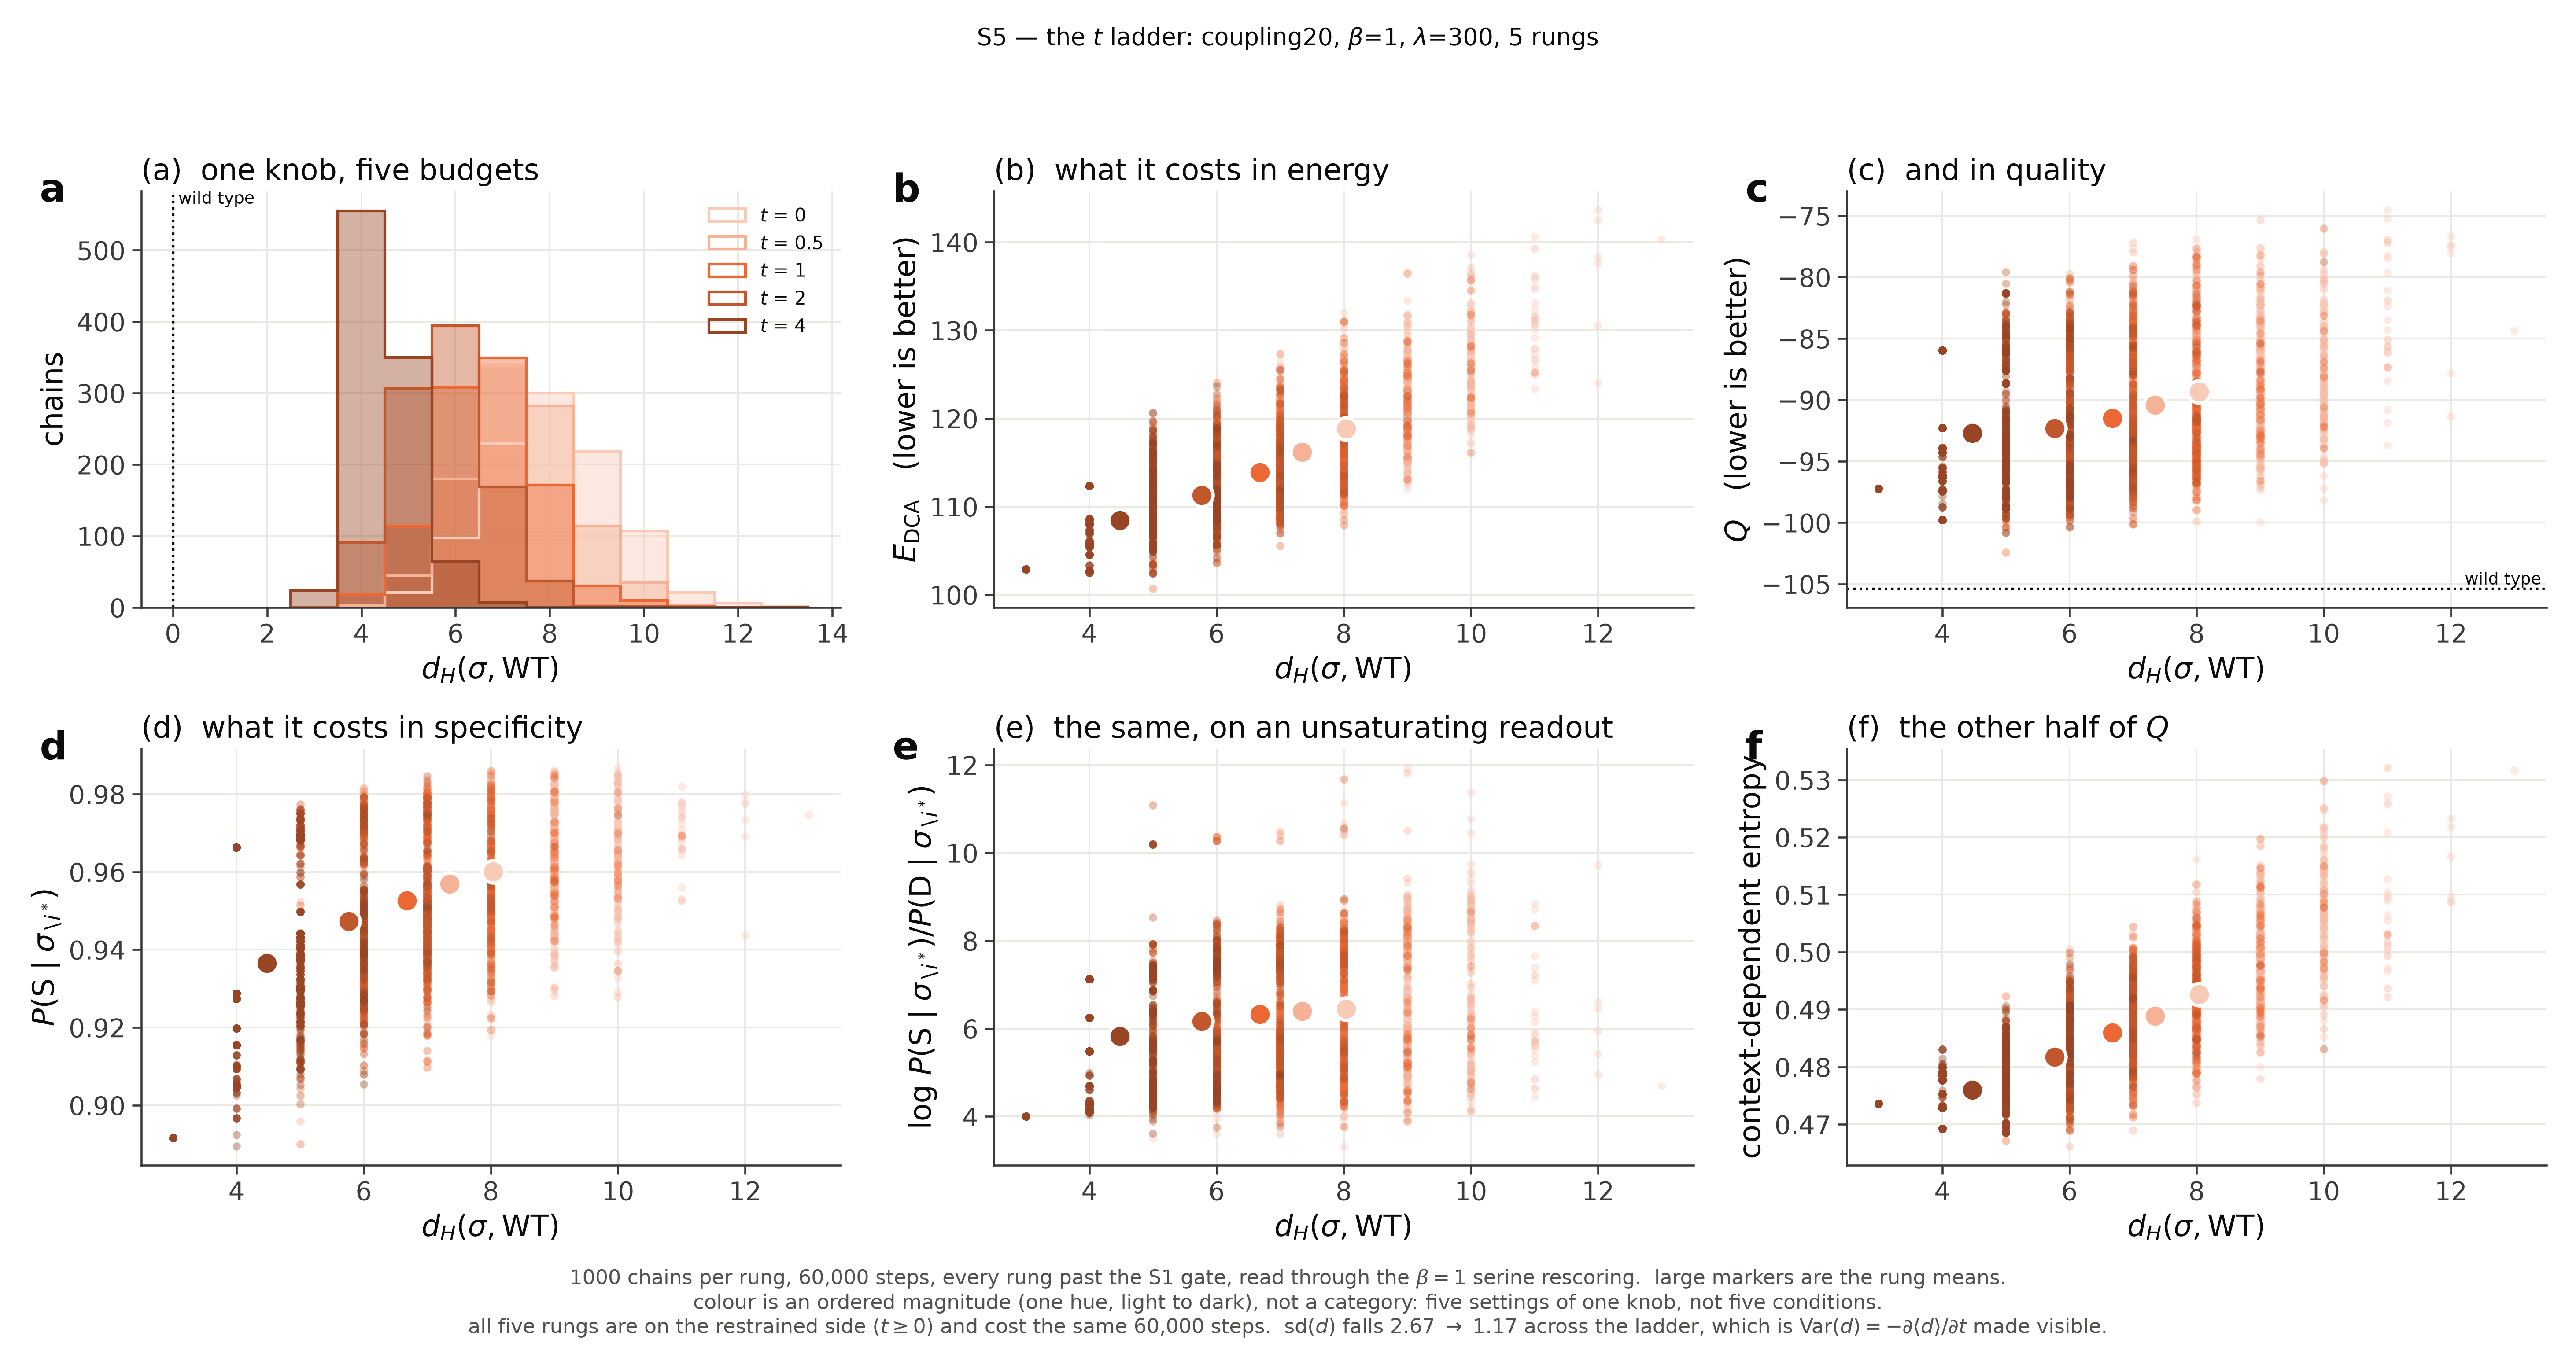 S5 — the t ladder: coupling20, β=1, λ=300, 5 rungs
a
(a) one knob, five budgets
wild type
t = 0
t = 0.5
t = 1
t = 2
t = 4
chains
500
400
300
200
100
0
0 2 4 6 8 10 12 14
d_H(σ, WT)
b
(b) what it costs in energy
E_DCA (lower is better)
140
130
120
110
100
4 6 8 10 12
d_H(σ, WT)
c
(c) and in quality
Q (lower is better)
−75
−80
−85
−90
−95
−100
−105
wild type
4 6 8 10 12
d_H(σ, WT)
d
(d) what it costs in specificity
P(S | σ_\i*)
0.98
0.96
0.94
0.92
0.90
4 6 8 10 12
d_H(σ, WT)
e
(e) the same, on an unsaturating readout
log P(S | σ_\i*)/P(D | σ_\i*)
12
10
8
6
4
4 6 8 10 12
d_H(σ, WT)
f
(f) the other half of Q
context-dependent entropy
0.53
0.52
0.51
0.50
0.49
0.48
0.47
4 6 8 10 12
d_H(σ, WT)
1000 chains per rung, 60,000 steps, every rung past the S1 gate, read through the β = 1 serine rescoring. large markers are the rung means.
colour is an ordered magnitude (one hue, light to dark), not a category: five settings of one knob, not five conditions.
all five rungs are on the restrained side (t ≥ 0) and cost the same 60,000 steps. sd(d) falls 2.67 → 1.17 across the ladder, which is Var(d) = −∂⟨d⟩/∂t made visible.